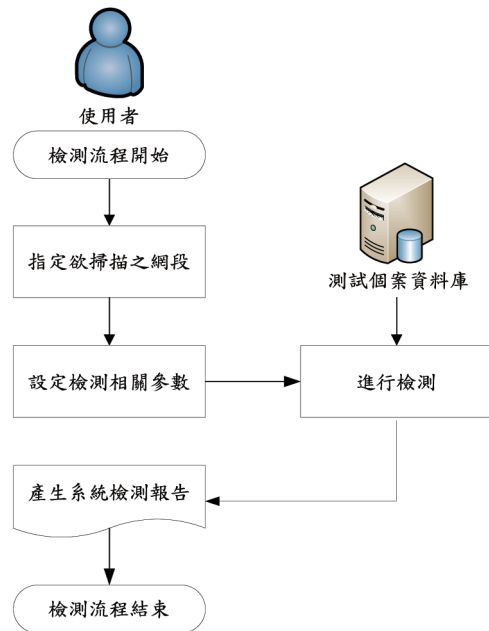 使用者
檢測流程開始
指定欲掃描之網段
測試個案資料庫
設定檢測相關參數
進行檢測
產生系統檢測報告
檢測流程結束